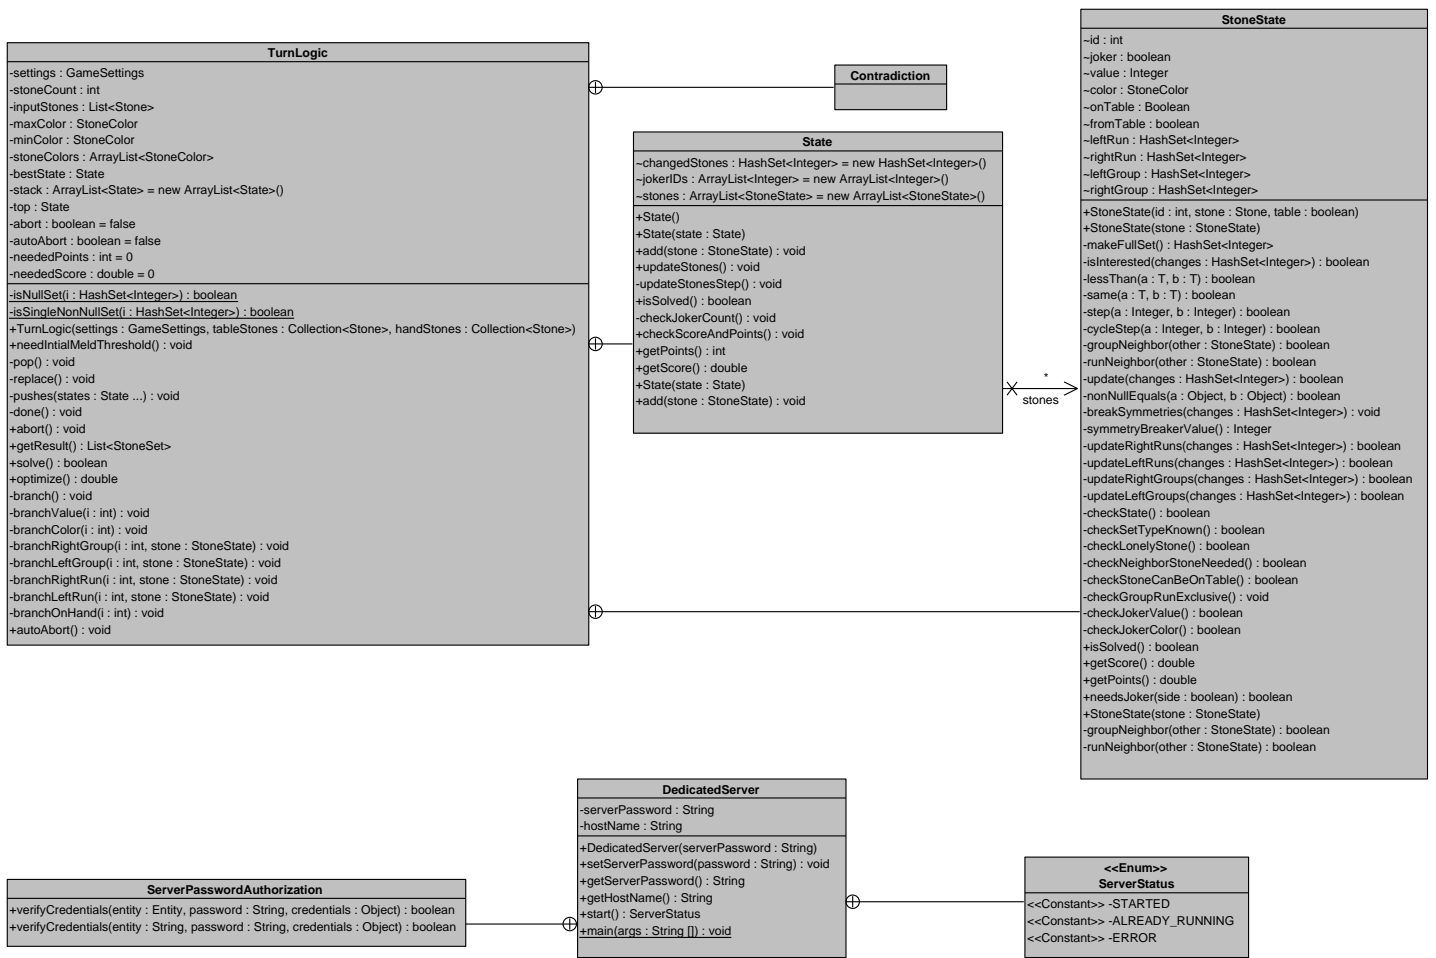 TurnLogic
-settings : GameSettings
-stoneCount : int
-inputStones : List<Stone>
-maxColor : StoneColor
-minColor : StoneColor
-stoneColors : ArrayList<StoneColor>
-bestState : State
-stack : ArrayList<State> = new ArrayList<State>()
-top : State
-abort : boolean = false
-autoAbort : boolean = false
-neededPoints : int = 0
-neededScore : double = 0
-isNullSet(i : HashSet<Integer>) : boolean
-isSingleNonNullSet(i : HashSet<Integer>) : boolean
+TurnLogic(settings : GameSettings, tableStones : Collection<Stone>, handStones : Collection<Stone>)
+needIntialMeldThreshold() : void
-pop() : void
-replace() : void
-pushes(states : State ...) : void
-done() : void
+abort() : void
+getResult() : List<StoneSet>
+solve() : boolean
+optimize() : double
-branch() : void
-branchValue(i : int) : void
-branchColor(i : int) : void
-branchRightGroup(i : int, stone : StoneState) : void
-branchLeftGroup(i : int, stone : StoneState) : void
-branchRightRun(i : int, stone : StoneState) : void
-branchLeftRun(i : int, stone : StoneState) : void
-branchOnHand(i : int) : void
+autoAbort() : void
Contradiction
State
~changedStones : HashSet<Integer> = new HashSet<Integer>()
~jokerIDs : ArrayList<Integer> = new ArrayList<Integer>()
~stones : ArrayList<StoneState> = new ArrayList<StoneState>()
+State()
+State(state : State)
+add(stone : StoneState) : void
+updateStones() : void
-updateStonesStep() : void
+isSolved() : boolean
-checkJokerCount() : void
+checkScoreAndPoints() : void
+getPoints() : int
+getScore() : double
+State(state : State)
+add(stone : StoneState) : void
*
stones
StoneState
~id : int
~joker : boolean
~value : Integer
~color : StoneColor
~onTable : Boolean
~fromTable : boolean
~leftRun : HashSet<Integer>
~rightRun : HashSet<Integer>
~leftGroup : HashSet<Integer>
~rightGroup : HashSet<Integer>
+StoneState(id : int, stone : Stone, table : boolean)
+StoneState(stone : StoneState)
-makeFullSet() : HashSet<Integer>
-isInterested(changes : HashSet<Integer>) : boolean
-lessThan(a : T, b : T) : boolean
-same(a : T, b : T) : boolean
-step(a : Integer, b : Integer) : boolean
-cycleStep(a : Integer, b : Integer) : boolean
-groupNeighbor(other : StoneState) : boolean
-runNeighbor(other : StoneState) : boolean
-update(changes : HashSet<Integer>) : boolean
-nonNullEquals(a : Object, b : Object) : boolean
-breakSymmetries(changes : HashSet<Integer>) : void
-symmetryBreakerValue() : Integer
-updateRightRuns(changes : HashSet<Integer>) : boolean
-updateLeftRuns(changes : HashSet<Integer>) : boolean
-updateRightGroups(changes : HashSet<Integer>) : boolean
-updateLeftGroups(changes : HashSet<Integer>) : boolean
-checkState() : boolean
-checkSetTypeKnown() : boolean
-checkLonelyStone() : boolean
-checkNeighborStoneNeeded() : boolean
-checkStoneCanBeOnTable() : boolean
-checkGroupRunExclusive() : void
-checkJokerValue() : boolean
-checkJokerColor() : boolean
+isSolved() : boolean
+getScore() : double
+getPoints() : double
+needsJoker(side : boolean) : boolean
+StoneState(stone : StoneState)
-groupNeighbor(other : StoneState) : boolean
-runNeighbor(other : StoneState) : boolean
ServerPasswordAuthorization
+verifyCredentials(entity : Entity, password : String, credentials : Object) : boolean
+verifyCredentials(entity : String, password : String, credentials : Object) : boolean
DedicatedServer
-serverPassword : String
-hostName : String
+DedicatedServer(serverPassword : String)
+setServerPassword(password : String) : void
+getServerPassword() : String
+getHostName() : String
+start() : ServerStatus
+main(args : String []) : void
<<Enum>>
ServerStatus
<<Constant>> -STARTED
<<Constant>> -ALREADY_RUNNING
<<Constant>> -ERROR